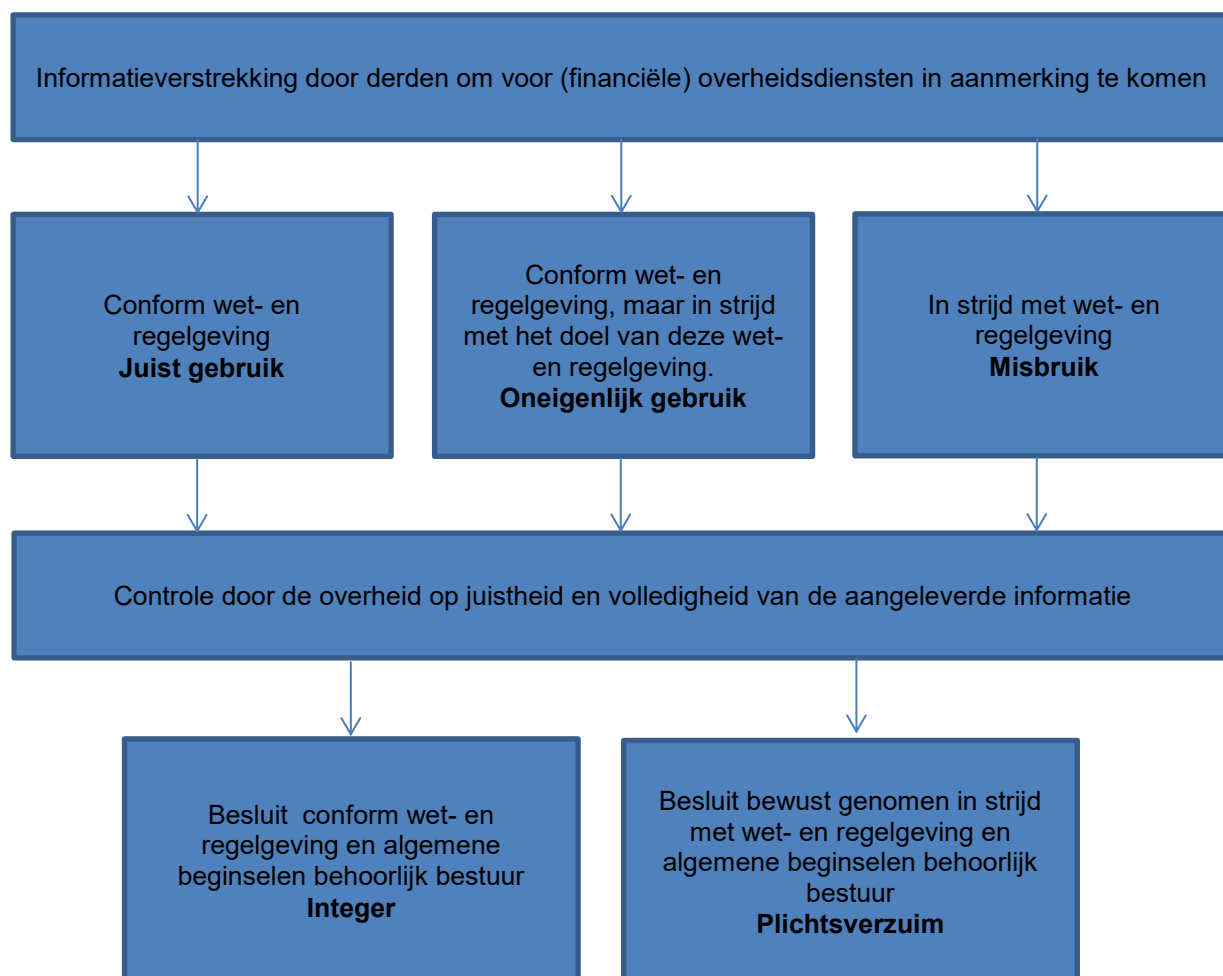 Informatieverstrekking door derden om voor (financiële) overheidsdiensten in aanmerking te komen
Conform wet- en
regelgeving
Juist gebruik
Conform wet- en
regelgeving, maar in strijd
met het doel van deze wet-
en regelgeving.
Oneigenlijk gebruik
In strijd met wet- en
regelgeving
Misbruik
Controle door de overheid op juistheid en volledigheid van de aangeleverde informatie
Besluit conform wet- en
regelgeving en algemene
beginselen behoorlijk bestuur
Integer
Besluit bewust genomen in strijd
met wet- en regelgeving en
algemene beginselen behoorlijk
bestuur
Plichtsverzuim